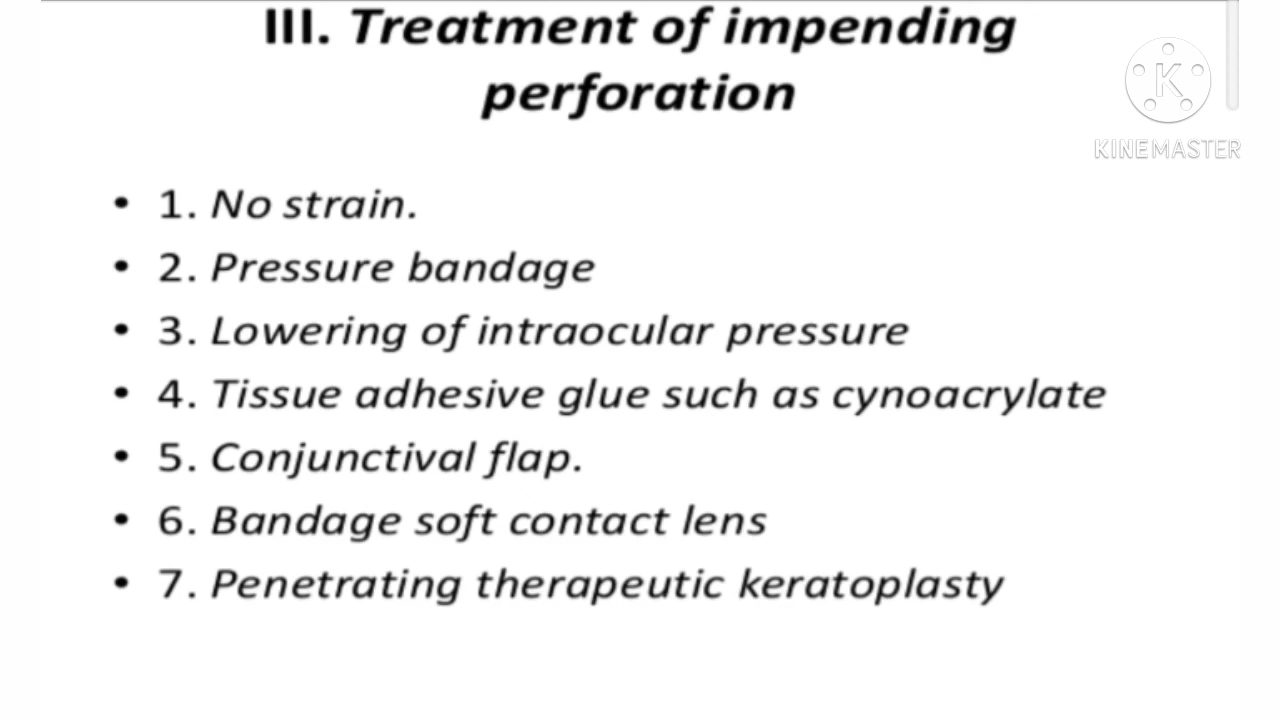 III. Treatment of impending
perforation
K
KINEMASTER
• 1. No strain.
• 2. Pressure bandage
• 3. Lowering of intraocular pressure
• 4. Tissue adhesive glue such as cynoacrylate
• 5. Conjunctival flap.
• 6. Bandage soft contact lens
• 7. Penetrating therapeutic keratoplasty